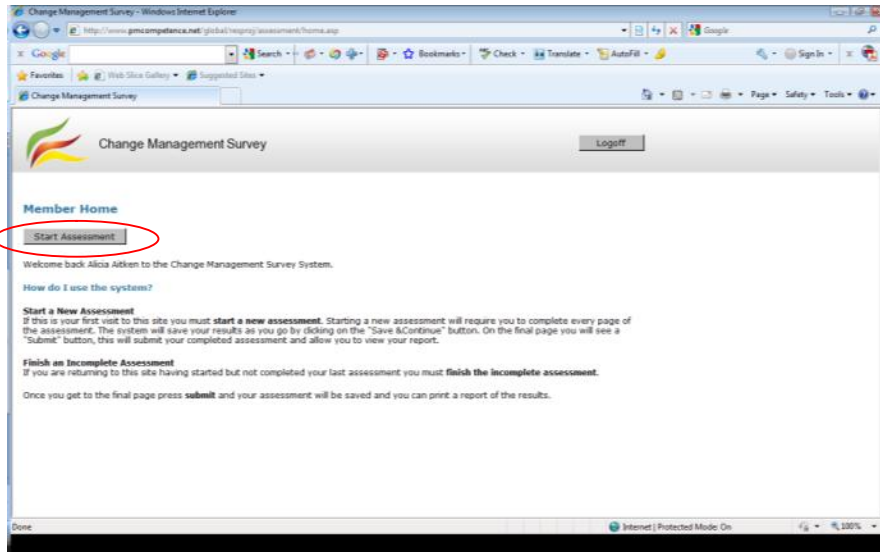 Change Management Survey - Windows Internet Explorer
http://www.pmcompetence.net/global/resproj/assessment/home.asp
Google
x Google Search Bookmarks Check Translate AutoFill Sign In x
Favorites Web Slice Gallery Suggested Sites
Change Management Survey Page Safety Tools
Change Management Survey Logoff
Member Home
Start Assessment
Welcome back Alicia Aitken to the Change Management Survey System.
How do I use the system?
Start a New Assessment
If this is your first visit to this site you must start a new assessment. Starting a new assessment will require you to complete every page of
the assessment. The system will save your results as you go by clicking on the "Save &Continue" button. On the final page you will see a
"Submit" button, this will submit your completed assessment and allow you to view your report.
Finish an Incomplete Assessment
If you are returning to this site having started but not completed your last assessment you must finish the incomplete assessment.
Once you get to the final page press submit and your assessment will be saved and you can print a report of the results.
Done Internet | Protected Mode: On 100%